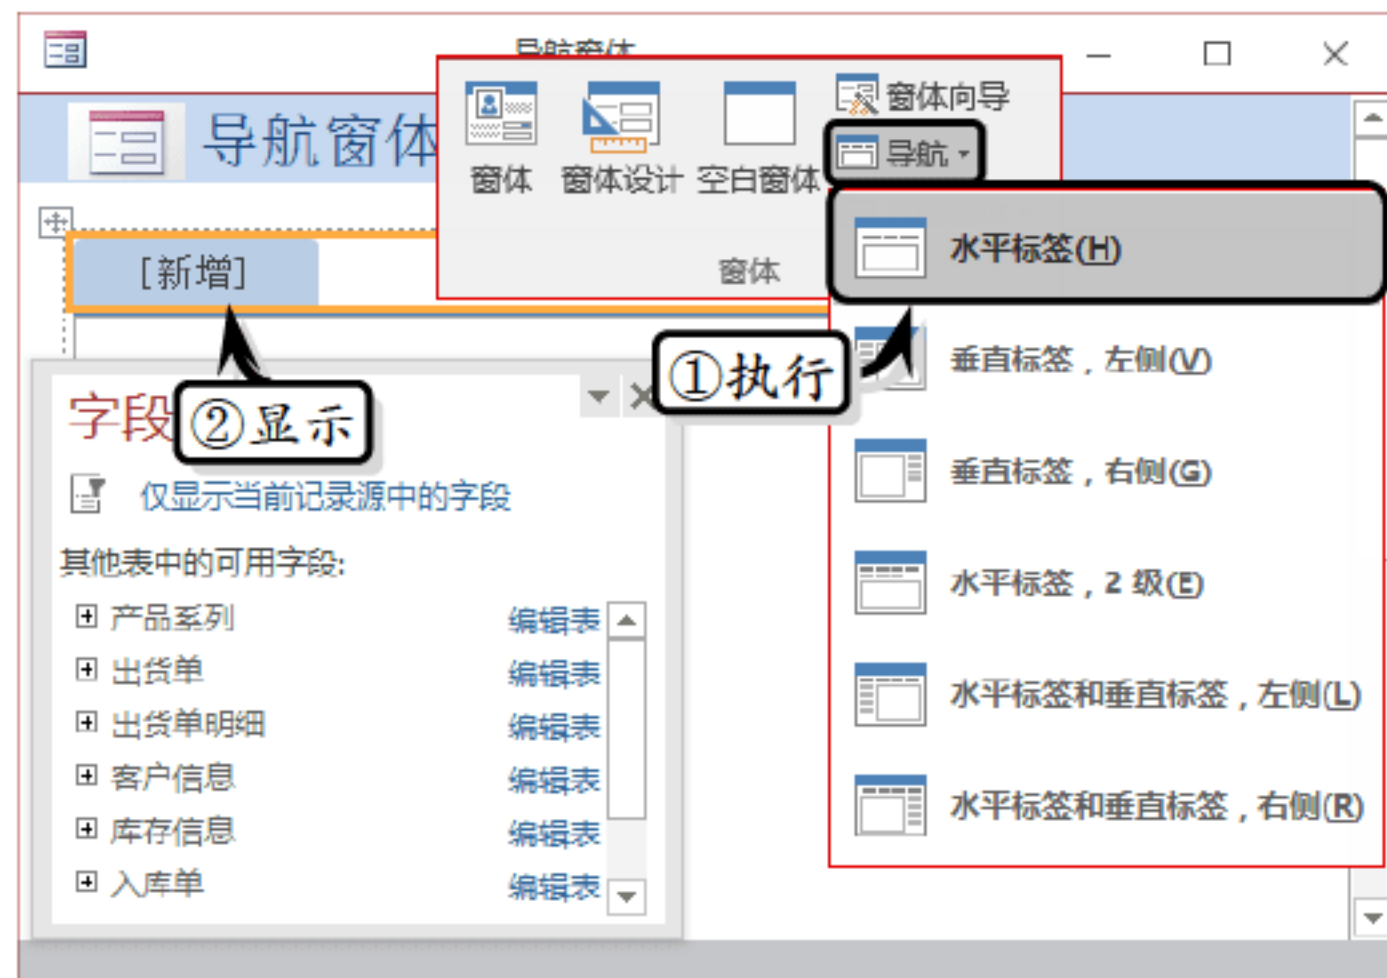 导航窗体
导航窗体
窗体
窗体设计
空白窗体
窗体向导
导航
窗体
[新增]
水平标签(H)
垂直标签，左侧(V)
垂直标签，右侧(G)
水平标签，2 级(E)
水平标签和垂直标签，左侧(L)
水平标签和垂直标签，右侧(R)
①执行
②显示
字段
仅显示当前记录源中的字段
其他表中的可用字段:
产品系列 编辑表
出货单 编辑表
出货单明细 编辑表
客户信息 编辑表
库存信息 编辑表
入库单 编辑表